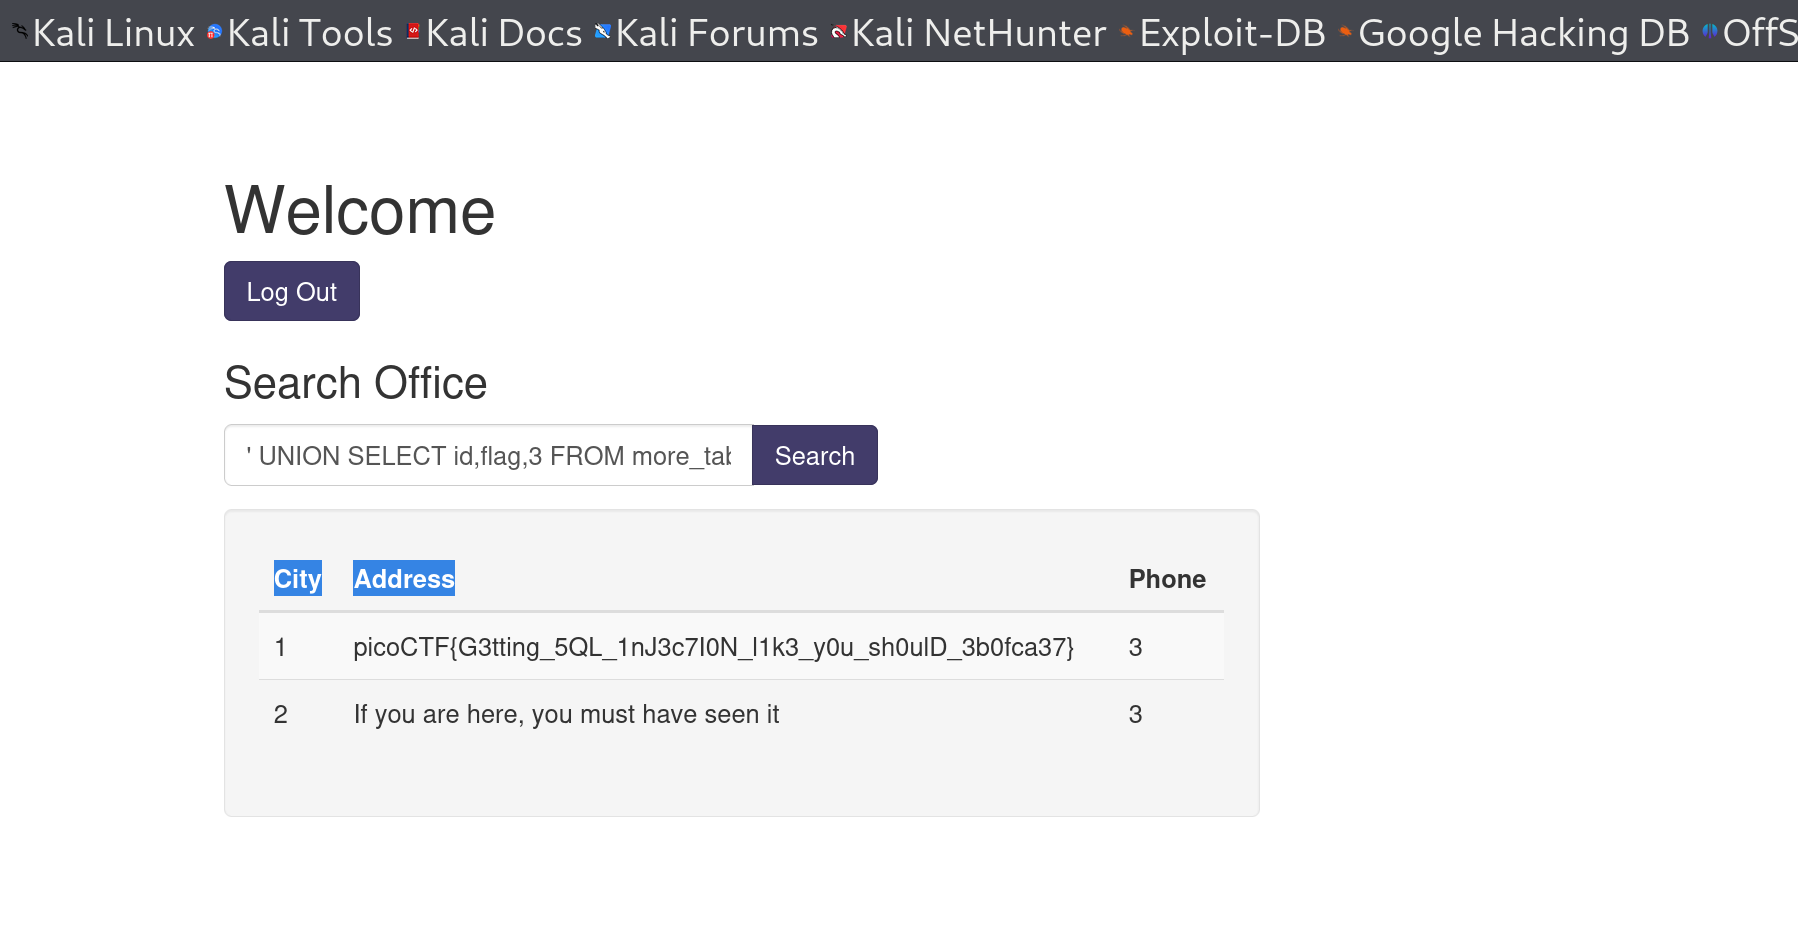 Kali Linux Kali Tools Kali Docs Kali Forums Kali NetHunter Exploit-DB Google Hacking DB OffS
Welcome
Log Out
Search Office
' UNION SELECT id,flag,3 FROM more_tab Search
City Address Phone
1 picoCTF{G3tting_5QL_1nJ3c7I0N_l1k3_y0u_sh0ulD_3b0fca37} 3
2 If you are here, you must have seen it 3